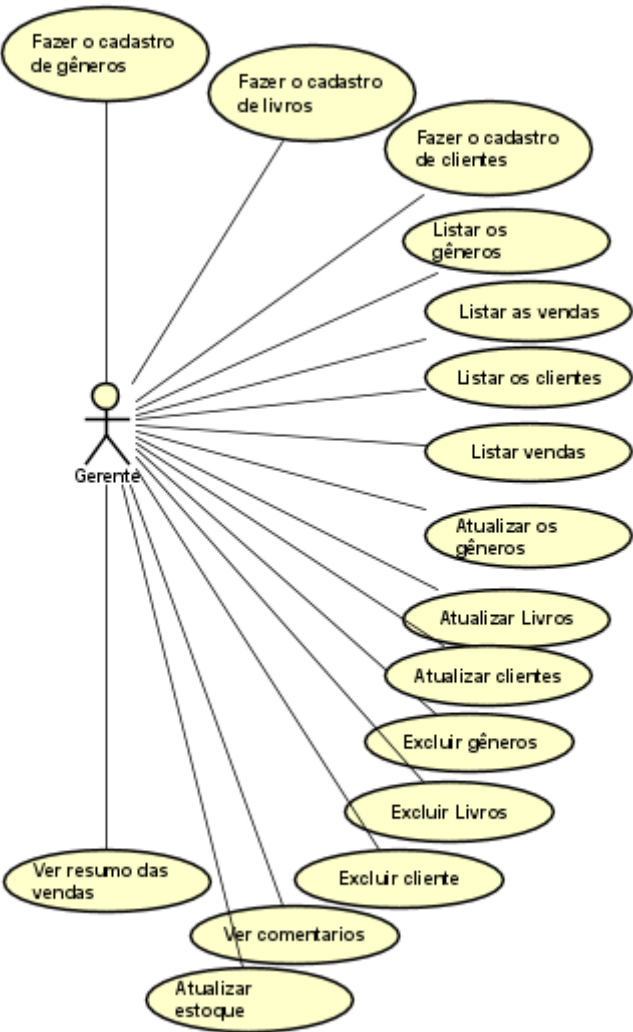 Fazer o cadastro
de gêneros
Fazer o cadastro
de livros
Fazer o cadastro
de clientes
Listar os
gêneros
Listar as vendas
Listar os clientes
Listar vendas
Gerente
Atualizar os
gêneros
Atualizar Livros
Atualizar clientes
Excluir gêneros
Excluir Livros
Excluir cliente
Ver resumo das
vendas
Ver comentarios
Atualizar
estoque